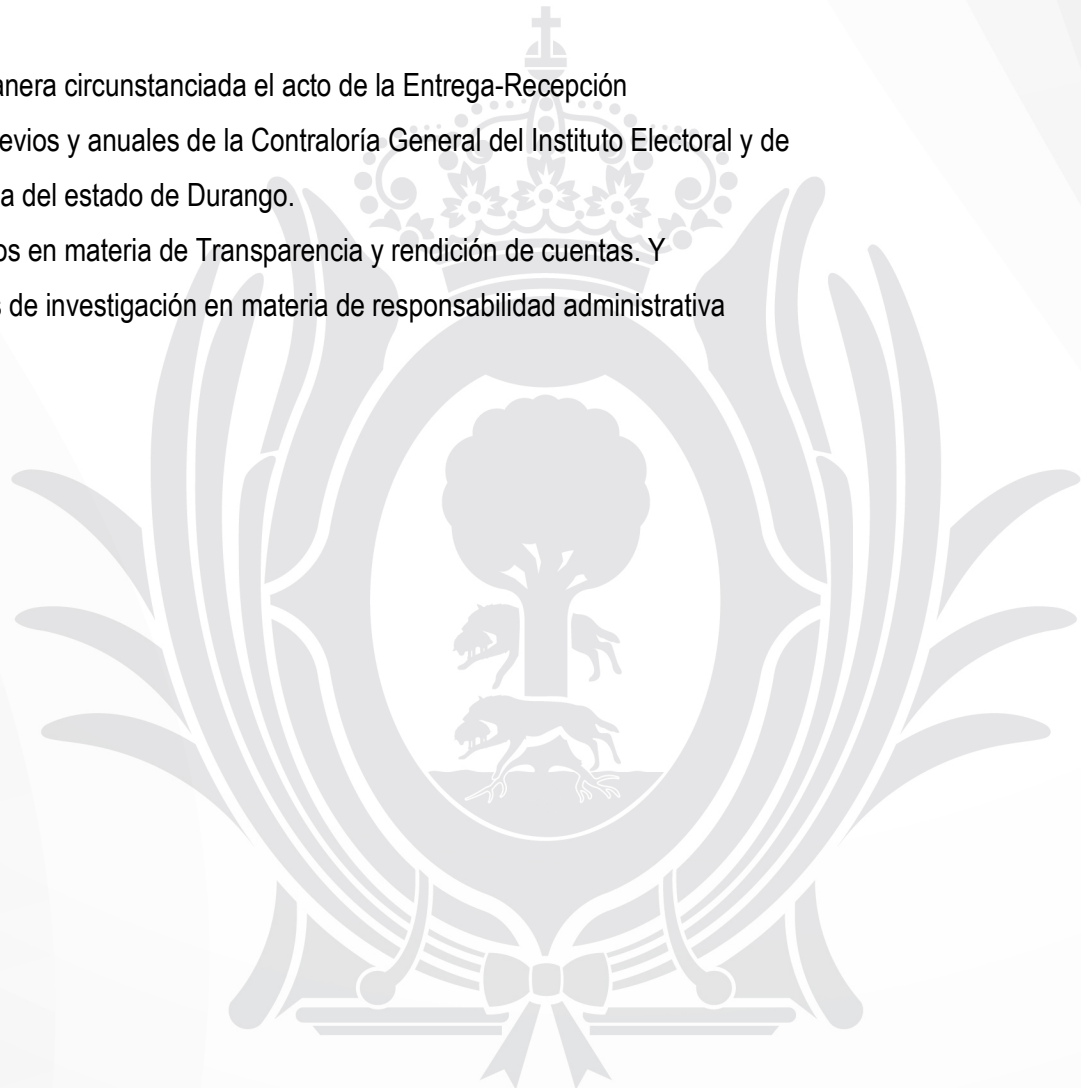 anera circunstanciada el acto de la Entrega-Recepción
evios y anuales de la Contraloría General del Instituto Electoral y de
a del estado de Durango.
os en materia de Transparencia y rendición de cuentas. Y
s de investigación en materia de responsabilidad administrativa